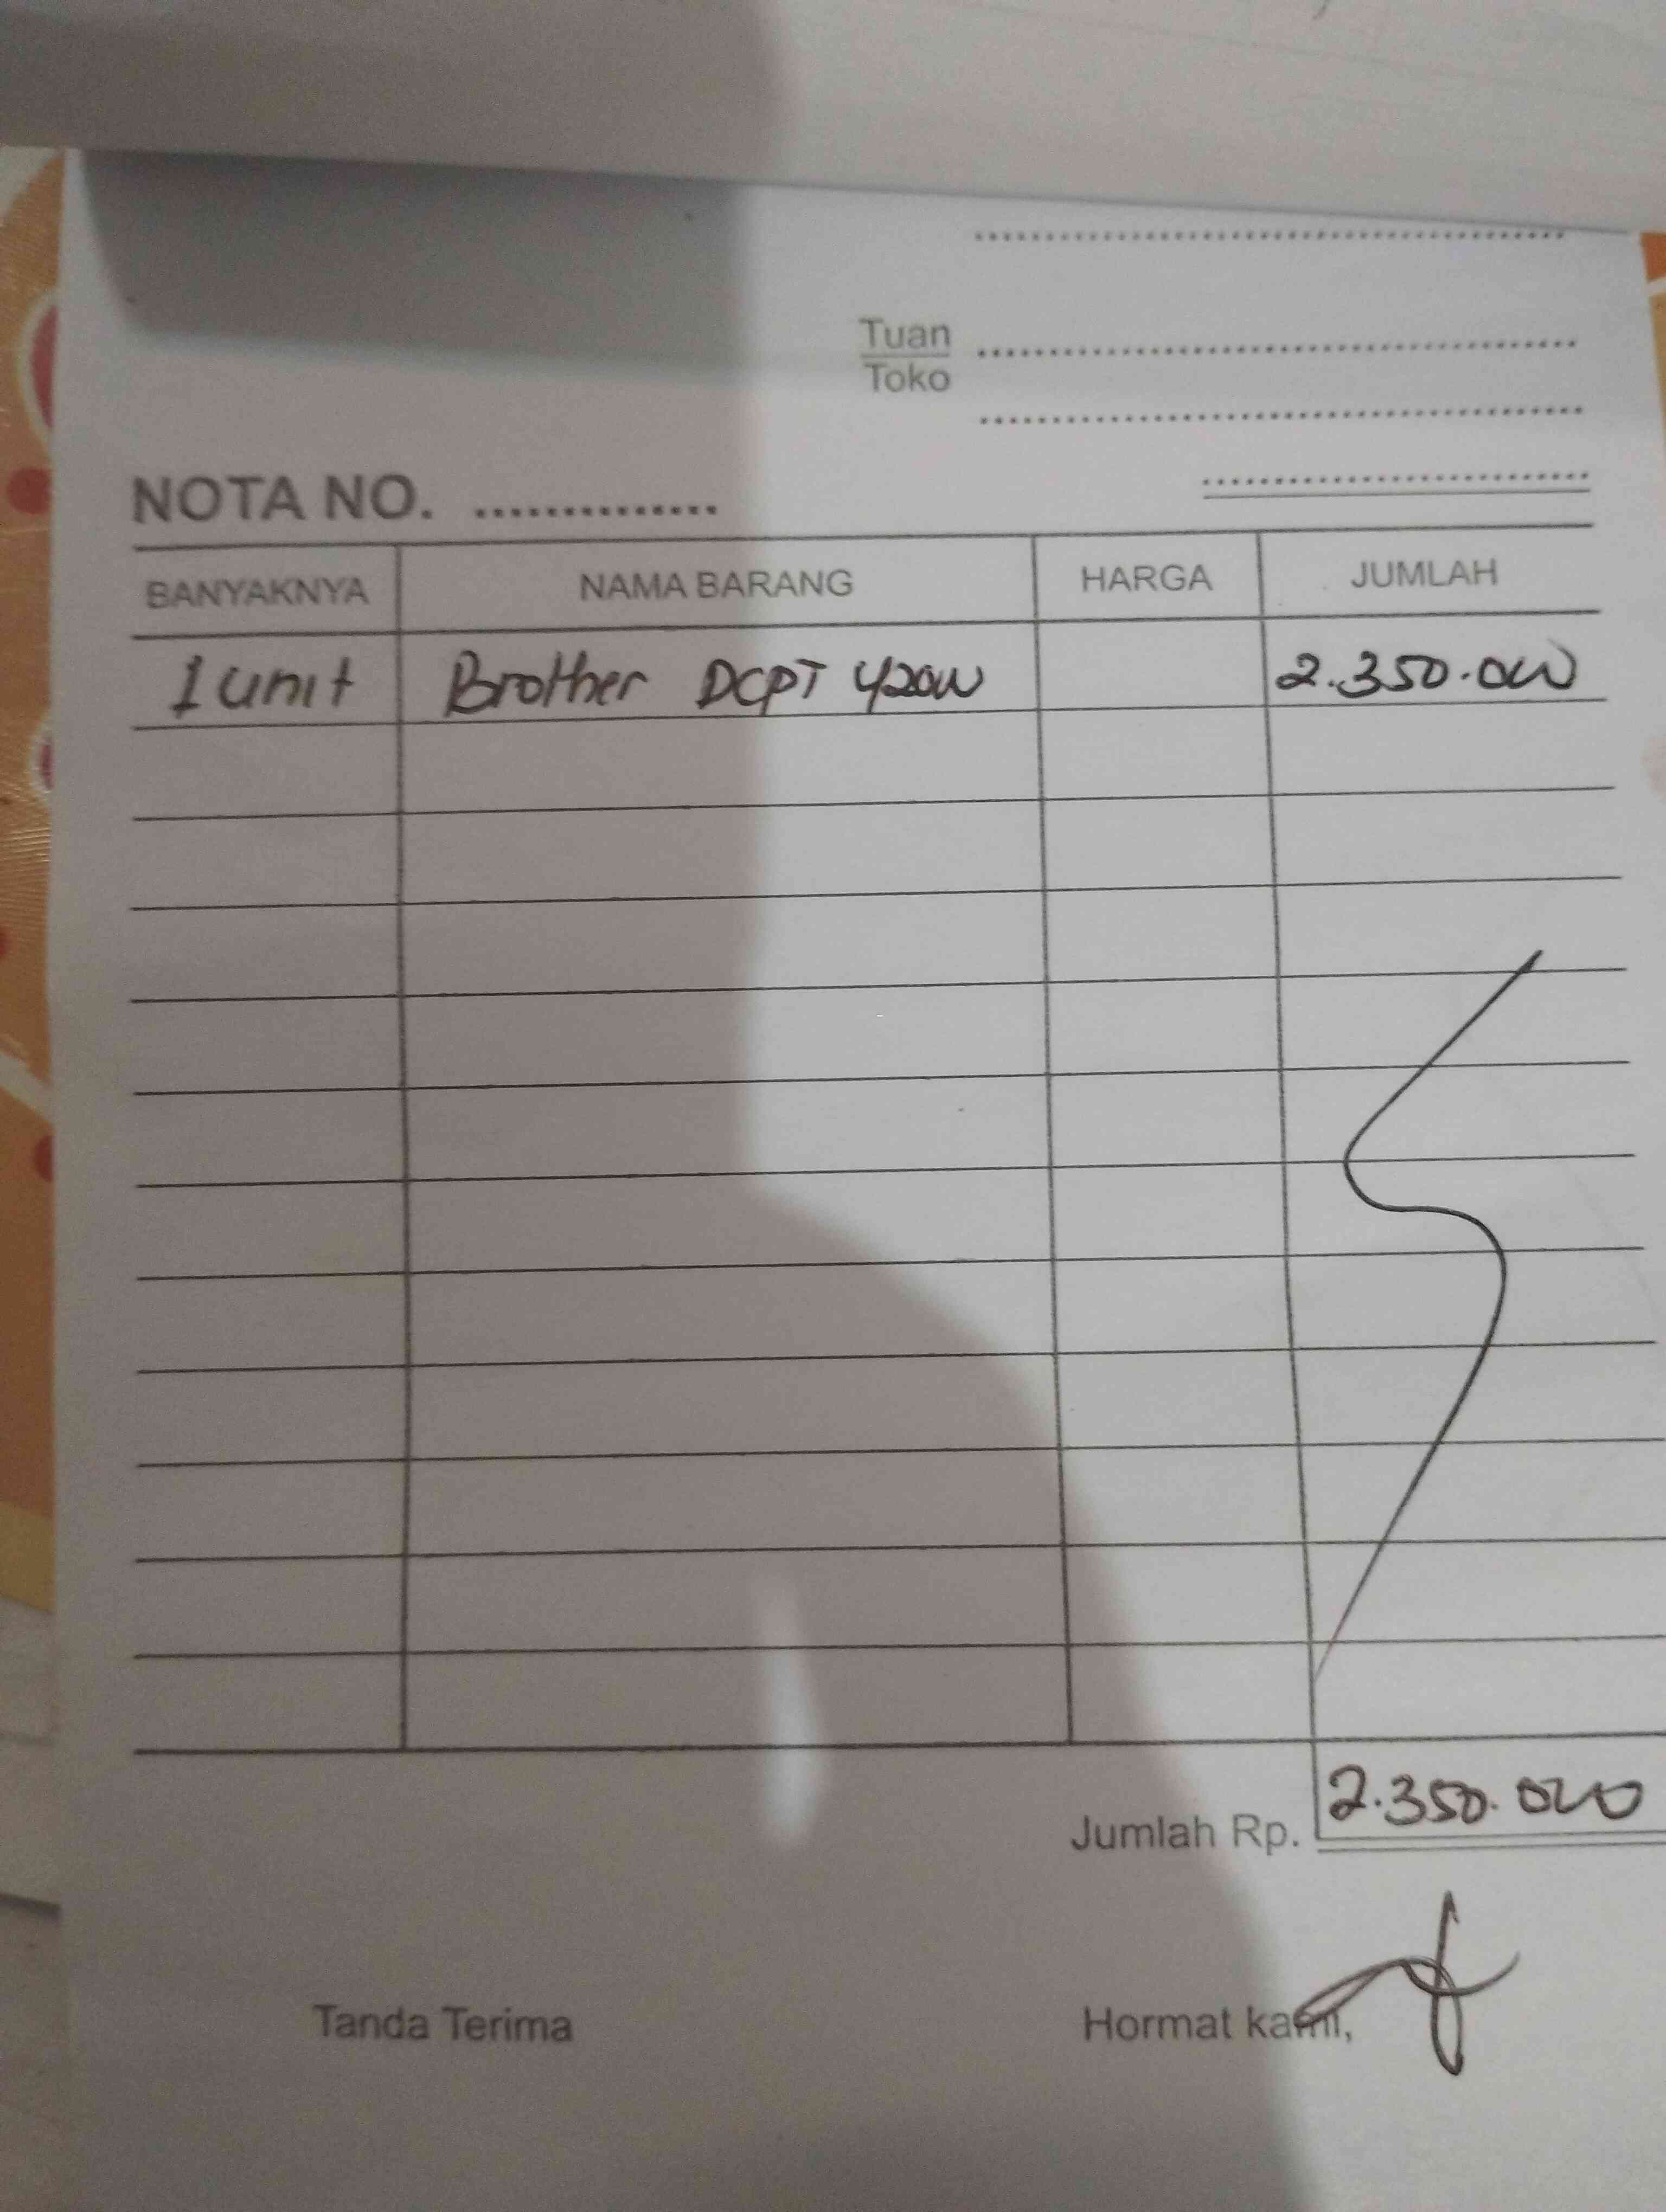 Tuan
Toko
NOTA NO. ...............
BANYAKNYA NAMA BARANG HARGA JUMLAH
1 unit Brother DCPT 420W 2.350.000
Jumlah Rp. 2.350.000
Tanda Terima Hormat kami,